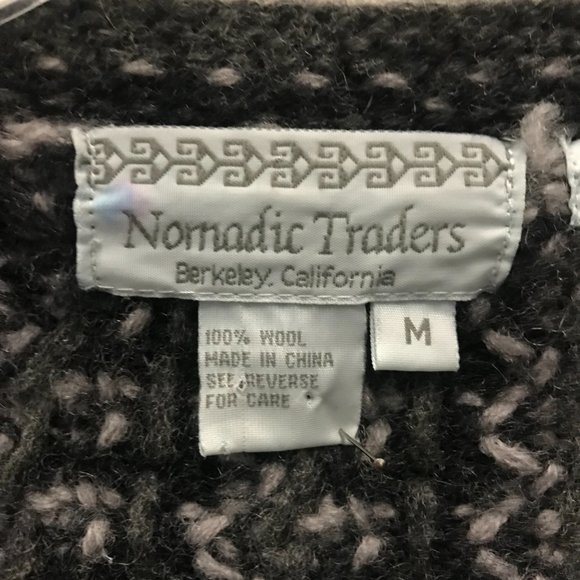 Nomadic Traders
Berkeley, California
100% WOOL
MADE IN CHINA
SEE REVERSE
FOR CARE
M